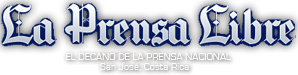 La Prensa Libre
EL DECANO DE LA PRENSA NACIONAL
San José, Costa Rica